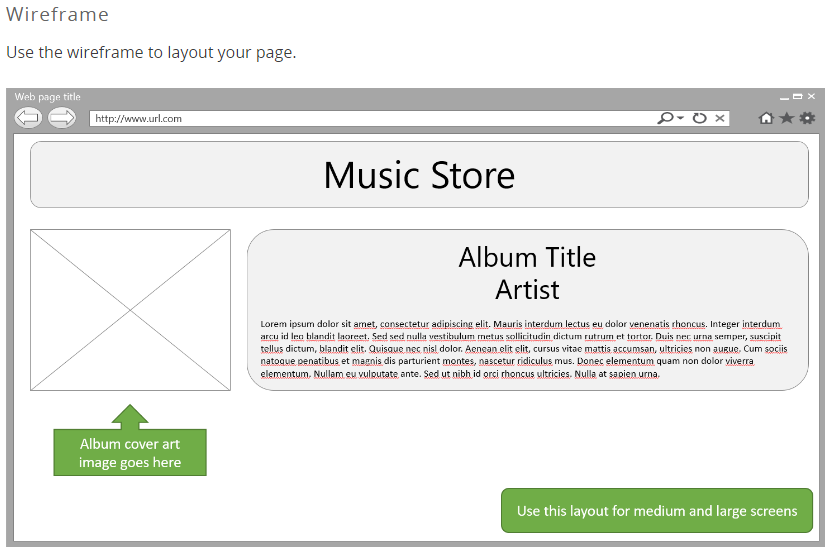 Wireframe
Use the wireframe to layout your page.
Web page title
http://www.url.com
Music Store
Album Title
Artist
Lorem ipsum dolor sit amet, consectetur adipiscing elit. Mauris interdum lectus eu dolor venenatis rhoncus. Integer interdum
arcu id leo blandit laoreet. Sed sed nulla vestibulum metus sollicitudin dictum rutrum et tortor. Duis nec urna semper, suscipit
tellus dictum, blandit elit. Quisque nec nisl dolor. Aenean elit elit, cursus vitae mattis accumsan, ultricies non augue. Cum sociis
natoque penatibus et magnis dis parturient montes, nascetur ridiculus mus. Donec elementum quam non dolor viverra
elementum. Nullam eu vulputate ante. Sed ut nibh id orci rhoncus ultricies. Nulla at sapien urna.
Album cover art
image goes here
Use this layout for medium and large screens